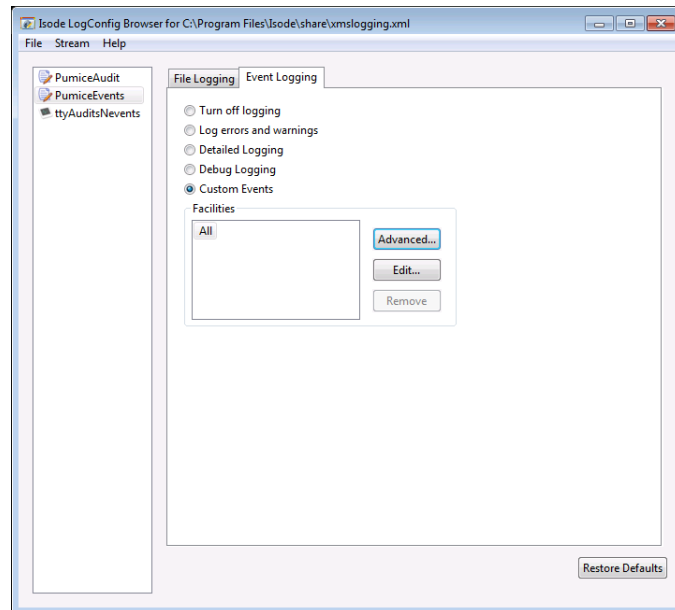 Isode LogConfig Browser for C:\Program Files\Isode\share\xmslogging.xml
File Stream Help
PumiceAudit
PumiceEvents
ttyAuditsNevents
File Logging Event Logging
Turn off logging
Log errors and warnings
Detailed Logging
Debug Logging
Custom Events
Facilities
All
Advanced...
Edit...
Remove
Restore Defaults